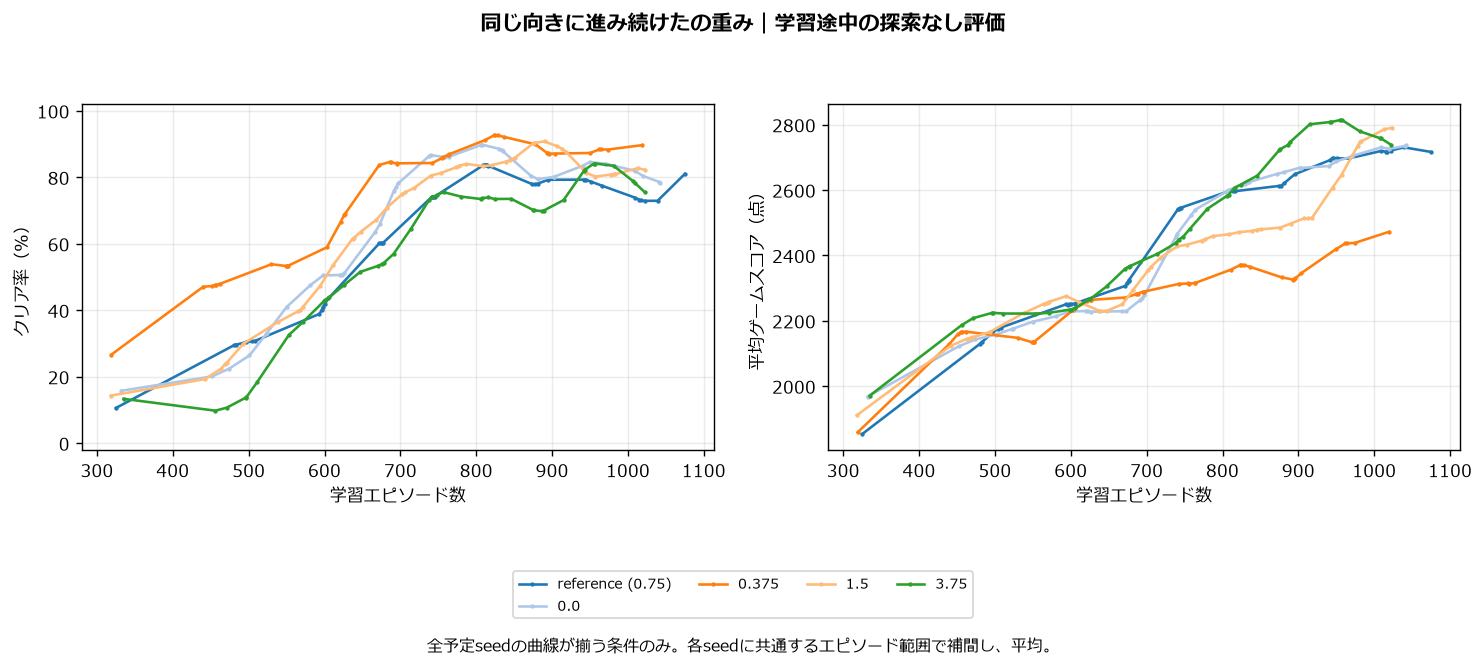 同じ向きに進み続けたの重み｜学習途中の探索なし評価
クリア率（%）
100
80
60
40
20
0
300 400 500 600 700 800 900 1000 1100
学習エピソード数
平均ゲームスコア（点）
2800
2600
2400
2200
2000
300 400 500 600 700 800 900 1000 1100
学習エピソード数
reference (0.75) 0.375 1.5 3.75
0.0
全予定seedの曲線が揃う条件のみ。各seedに共通するエピソード範囲で補間し、平均。